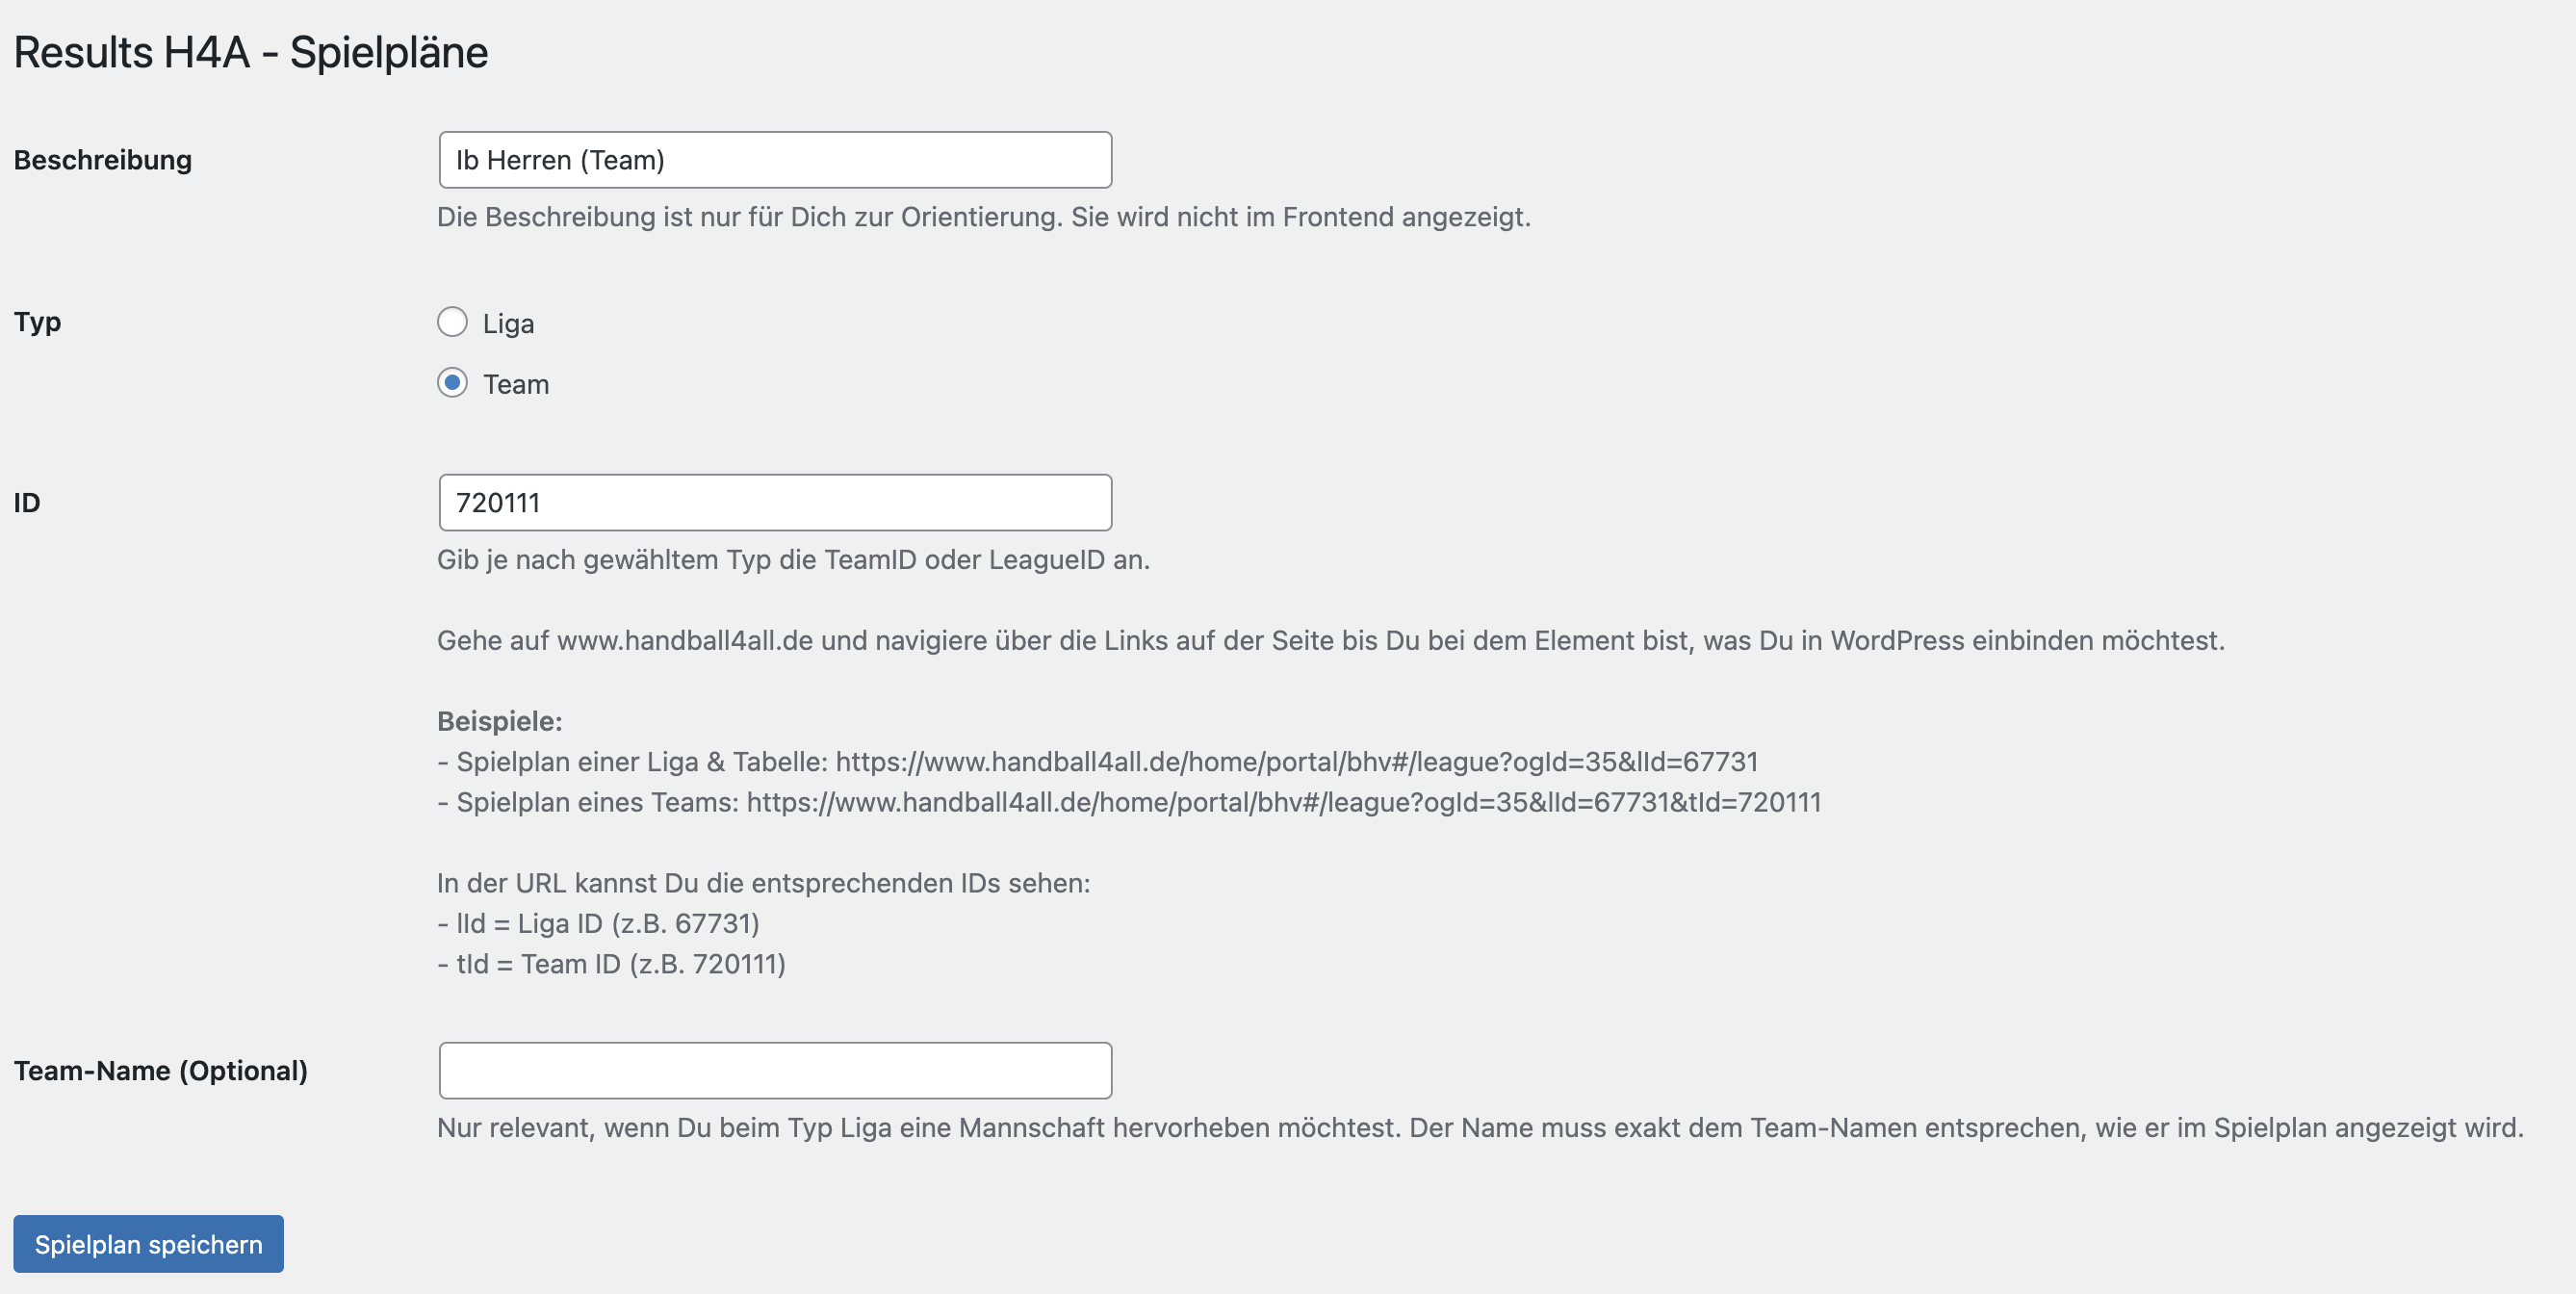 Results H4A - Spielpläne
Beschreibung
Ib Herren (Team)
Die Beschreibung ist nur für Dich zur Orientierung. Sie wird nicht im Frontend angezeigt.
Typ
Liga
Team
ID
720111
Gib je nach gewähltem Typ die TeamID oder LeagueID an.
Gehe auf www.handball4all.de und navigiere über die Links auf der Seite bis Du bei dem Element bist, was Du in WordPress einbinden möchtest.
Beispiele:
- Spielplan einer Liga & Tabelle: https://www.handball4all.de/home/portal/bhv#/league?ogId=35&lId=67731
- Spielplan eines Teams: https://www.handball4all.de/home/portal/bhv#/league?ogId=35&lId=67731&tId=720111
In der URL kannst Du die entsprechenden IDs sehen:
- lId = Liga ID (z.B. 67731)
- tId = Team ID (z.B. 720111)
Team-Name (Optional)
Nur relevant, wenn Du beim Typ Liga eine Mannschaft hervorheben möchtest. Der Name muss exakt dem Team-Namen entsprechen, wie er im Spielplan angezeigt wird.
Spielplan speichern